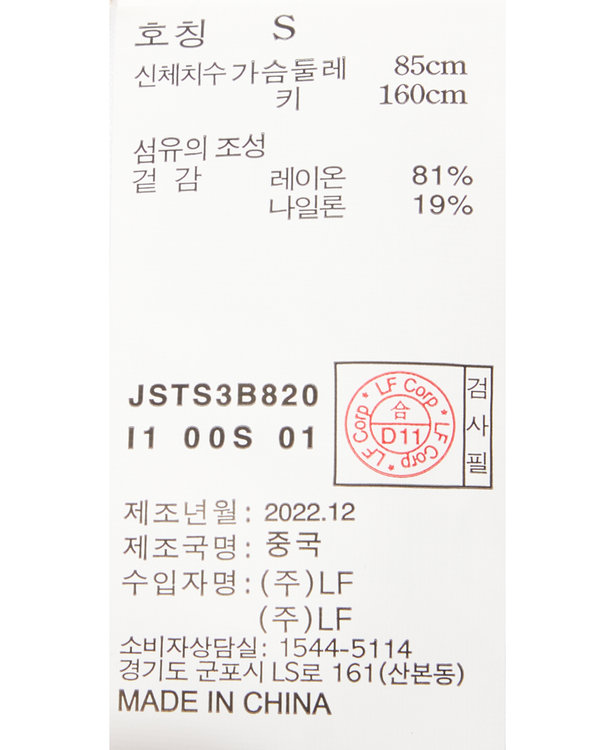 호칭 S
신체치수 가슴둘레 85cm
키 160cm
섬유의 조성
겉 감 레이온 81%
나일론 19%
JSTS3B820
I1 00S 01
* LF Corp * LF Corp * LF Corp
合
D11
검사필
제조년월: 2022.12
제조국명: 중국
수입자명: (주)LF
(주)LF
소비자상담실: 1544-5114
경기도 군포시 LS로 161(산본동)
MADE IN CHINA